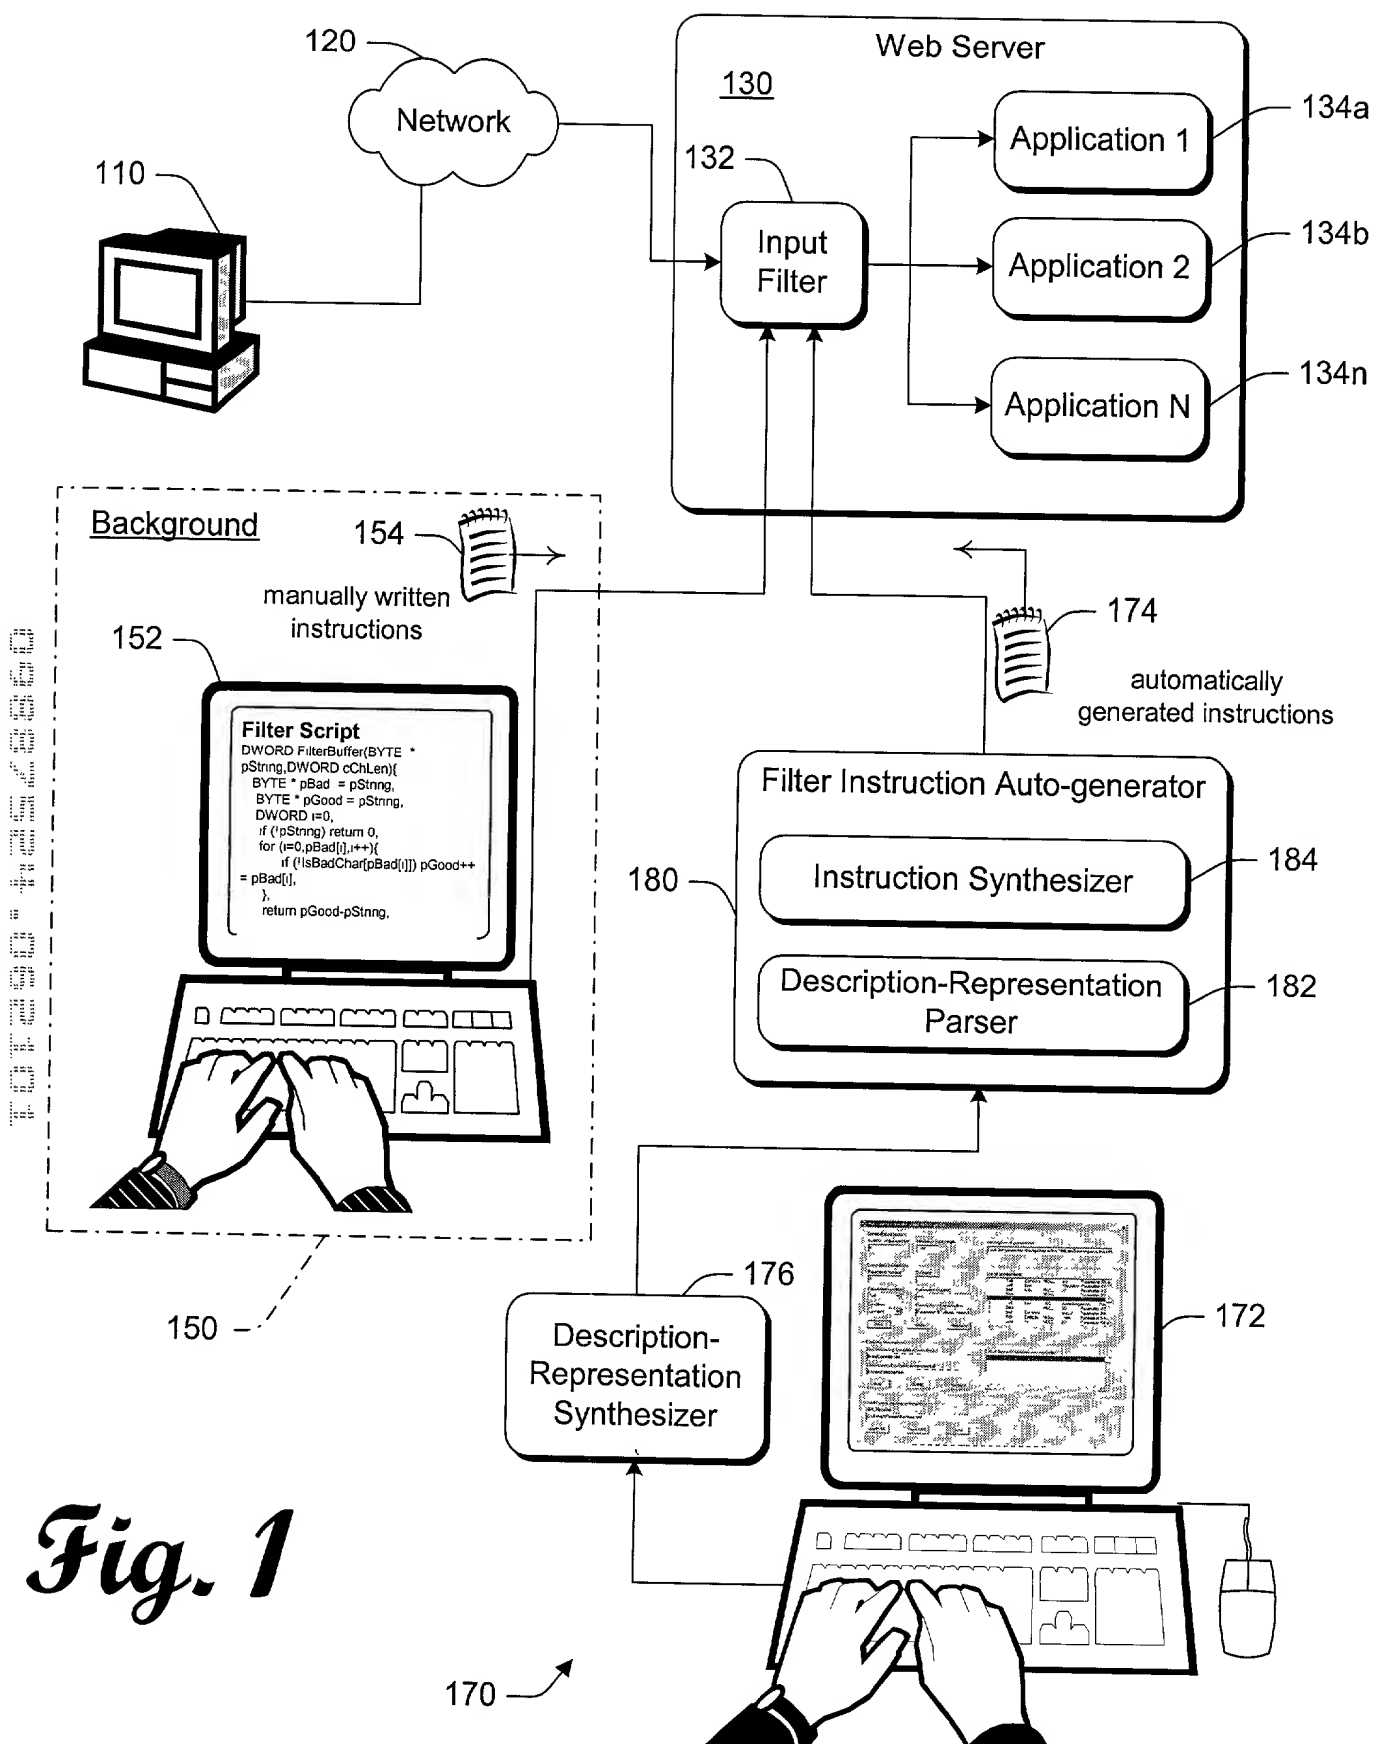 120
Network
110
Web Server
130
132
Input
Filter
Application 1
134a
Application 2
134b
Application N
134n
Background
154
manually written
instructions
152
Filter Script
DWORD FilterBuffer(BYTE *
pString,DWORD cChLen){
BYTE * pBad = pString,
BYTE * pGood = pString,
DWORD i=0,
if (!pString) return 0,
for (i=0,pBad[i],i++){
if (!IsBadChar[pBad[i]]) pGood++
= pBad[i],
},
return pGood-pString,
150
174
automatically
generated instructions
Filter Instruction Auto-generator
180
Instruction Synthesizer
184
Description-Representation
Parser
182
176
Description-
Representation
Synthesizer
172
170
Fig. 1